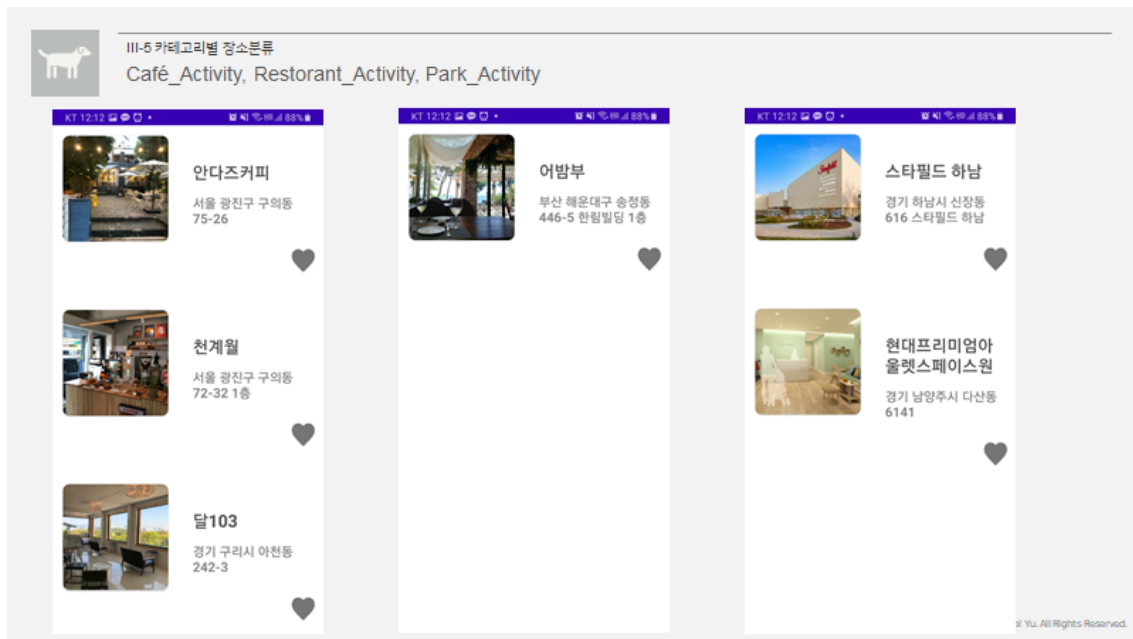 III-5 카테고리별 장소분류
Café_Activity, Restorant_Activity, Park_Activity
KT 12:12
88%
안다즈커피
서울 광진구 구의동
75-26
천계월
서울 광진구 구의동
72-32 1층
달103
경기 구리시 아천동
242-3
KT 12:12
88%
어밤부
부산 해운대구 송정동
446-5 한림빌딩 1층
KT 12:12
88%
스타필드 하남
경기 하남시 신장동
616 스타필드 하남
현대프리미엄아
울렛스페이스원
경기 남양주시 다산동
6141
Yu. All Rights Reserved.